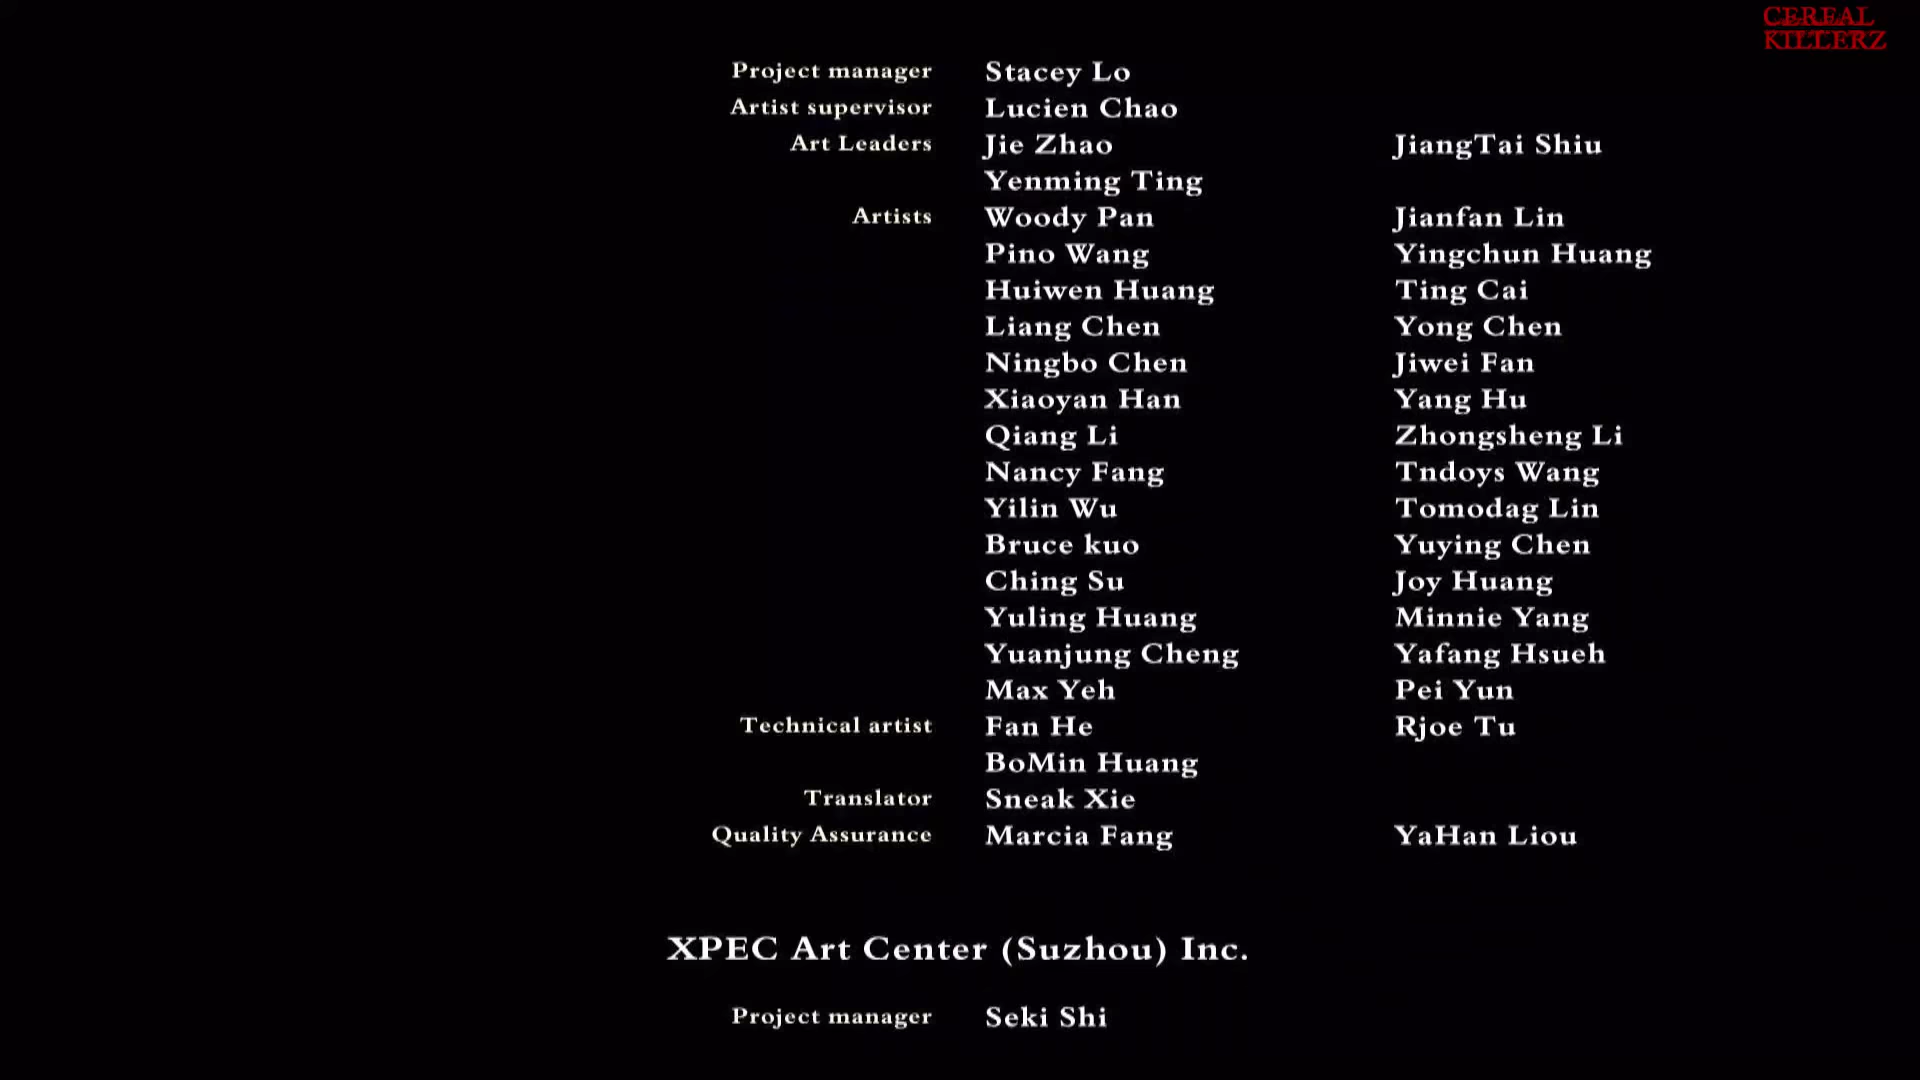 CEREAL
KILLERZ
Project manager Stacey Lo
Artist supervisor Lucien Chao
Art Leaders Jie Zhao JiangTai Shiu
Yenming Ting
Artists Woody Pan Jianfan Lin
Pino Wang Yingchun Huang
Huiwen Huang Ting Cai
Liang Chen Yong Chen
Ningbo Chen Jiwei Fan
Xiaoyan Han Yang Hu
Qiang Li Zhongsheng Li
Nancy Fang Tndoys Wang
Yilin Wu Tomodag Lin
Bruce kuo Yuying Chen
Ching Su Joy Huang
Yuling Huang Minnie Yang
Yuanjung Cheng Yafang Hsueh
Max Yeh Pei Yun
Technical artist Fan He Rjoe Tu
BoMin Huang
Translator Sneak Xie
Quality Assurance Marcia Fang YaHan Liou
XPEC Art Center (Suzhou) Inc.
Project manager Seki Shi